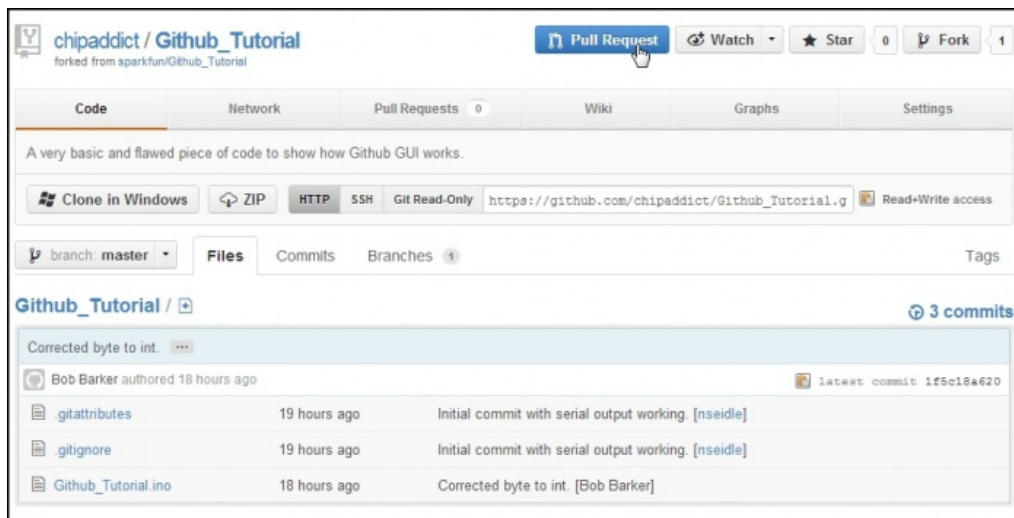 chipaddict / Github_Tutorial
forked from sparkfun/Github_Tutorial
Pull Request Watch Star 0 Fork 1
Code Network Pull Requests 0 Wiki Graphs Settings
A very basic and flawed piece of code to show how Github GUI works.
Clone in Windows ZIP HTTP SSH Git Read-Only https://github.com/chipaddict/Github_Tutorial.g Read+Write access
branch: master Files Commits Branches 1 Tags
Github_Tutorial / 3 commits
Corrected byte to int. ...
Bob Barker authored 18 hours ago latest commit 1f5c18a620
.gitattributes 19 hours ago Initial commit with serial output working. [nseidle]
.gitignore 19 hours ago Initial commit with serial output working. [nseidle]
Github_Tutorial.ino 18 hours ago Corrected byte to int. [Bob Barker]